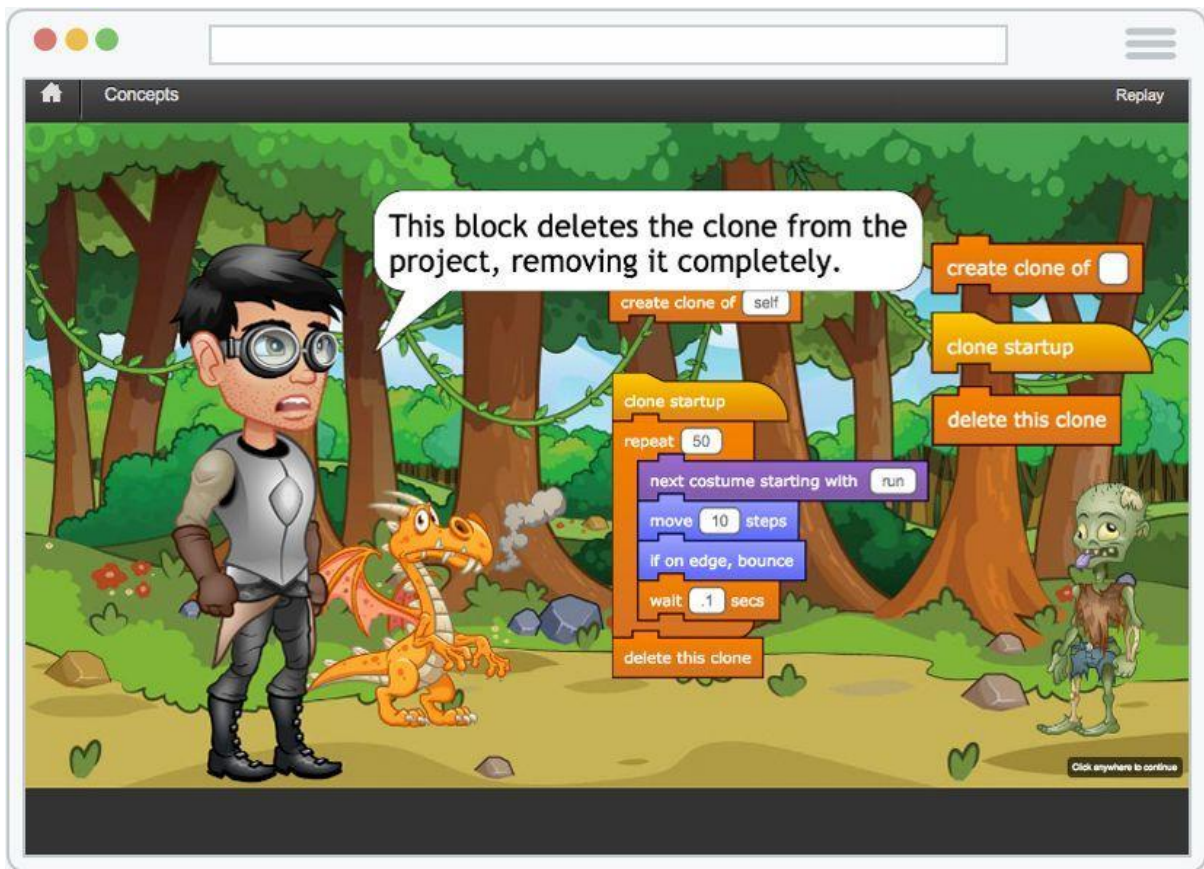 Concepts
Replay
This block deletes the clone from the
project, removing it completely.
create clone of self
clone startup
repeat 50
next costume starting with run
move 10 steps
if on edge, bounce
wait .1 secs
delete this clone
create clone of
clone startup
delete this clone
Click anywhere to continue